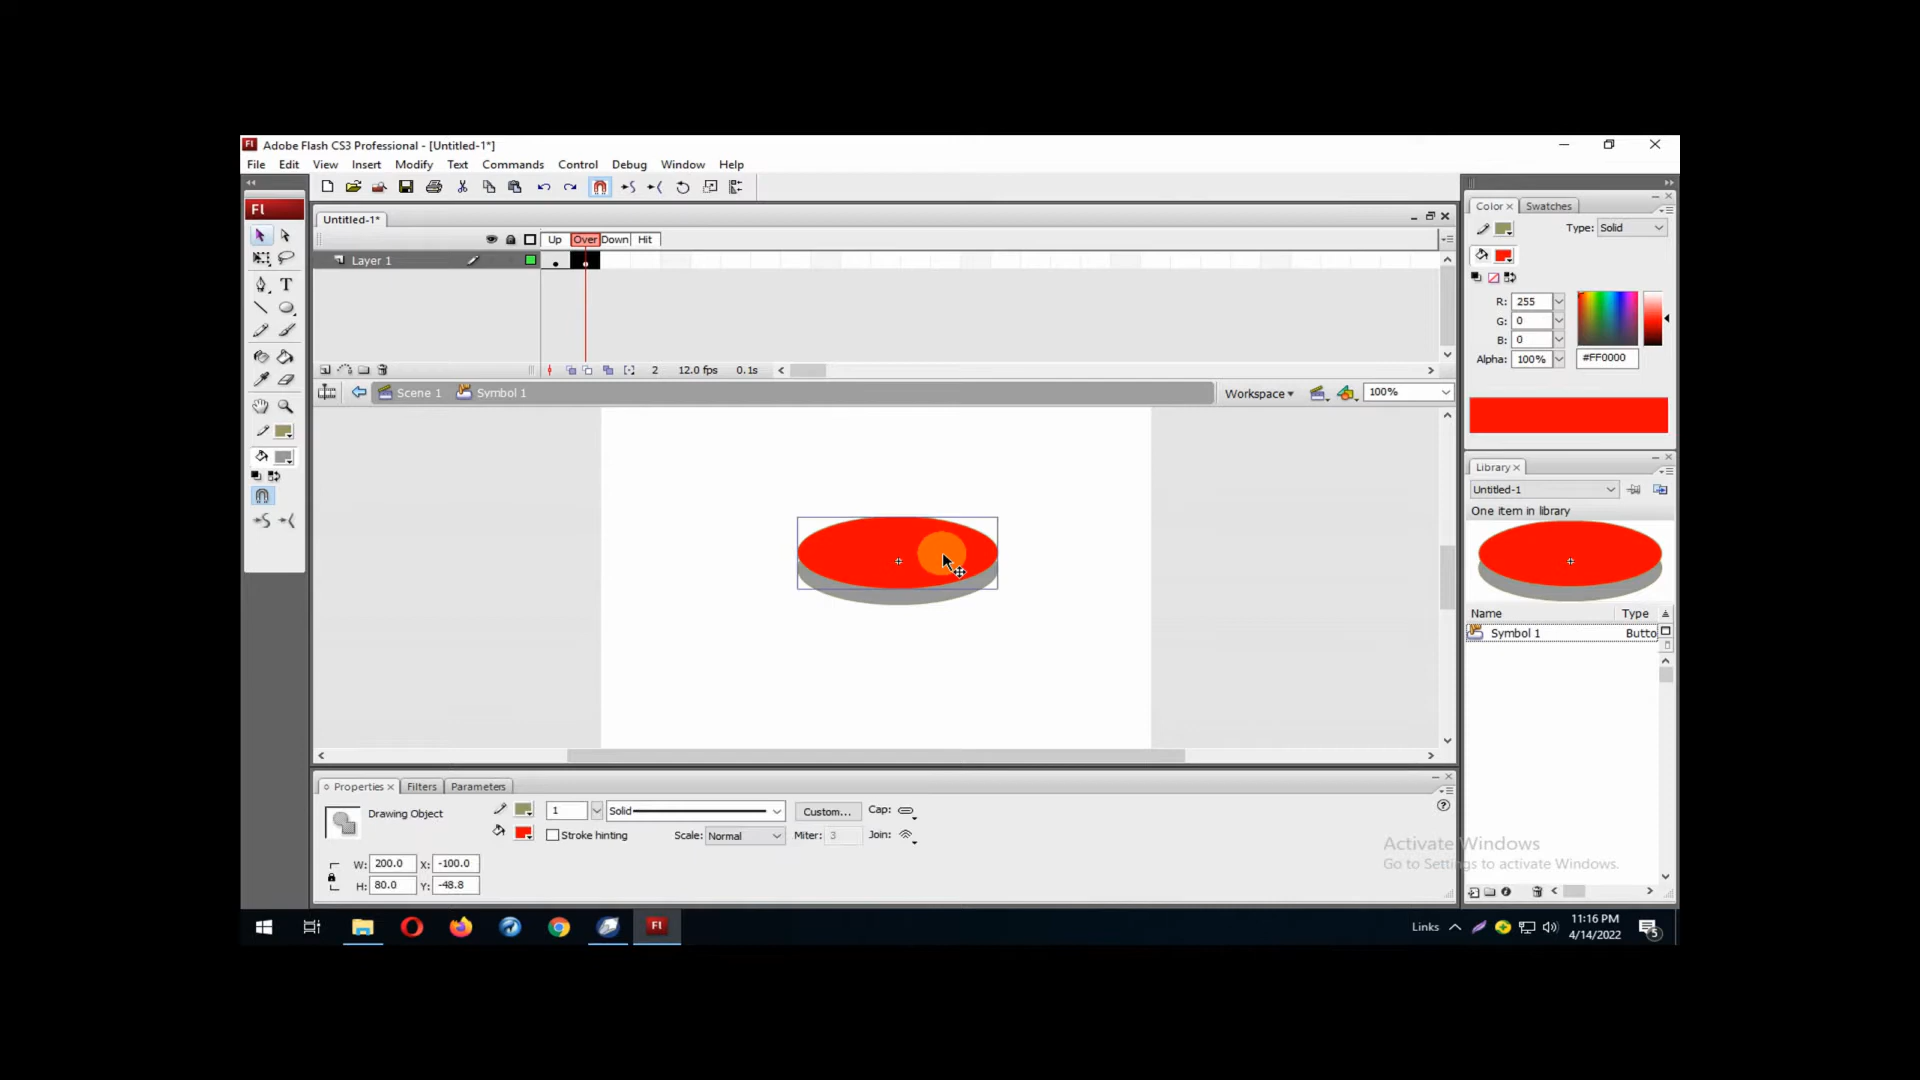 Adobe Flash CS3 Professional - [Untitled-1*]
File Edit View Insert Modify Text Commands Control Debug Window Help
Fl
Untitled-1*
Up Over Down Hit
Layer 1
2 12.0 fps 0.1s
Scene 1 Symbol 1
Workspace 100%
Color Swatches
Type: Solid
R: 255
G: 0
B: 0
Alpha: 100% #FF0000
Library
Untitled-1
One item in library
Name Type
Symbol 1 Butto
Properties Filters Parameters
Drawing Object
1 Solid Custom... Cap:
Stroke hinting Scale: Normal Miter: 3 Join:
W: 200.0 X: -100.0
H: 80.0 Y: -48.8
Activate Windows
Go to Settings to activate Windows.
Fl
Links
11:16 PM
4/14/2022
5